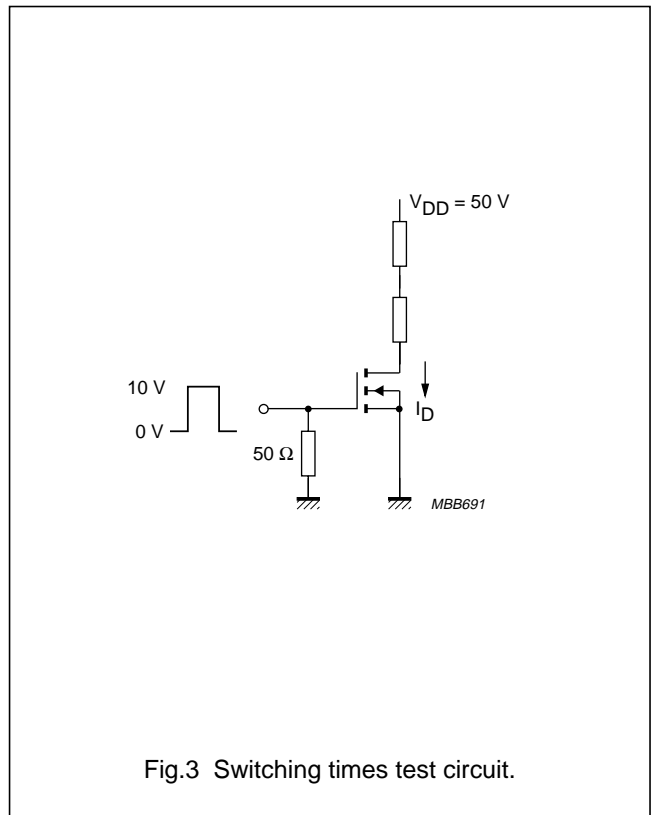 VDD = 50 V
10 V
0 V
ID
50 Ω
MBB691
Fig.3 Switching times test circuit.